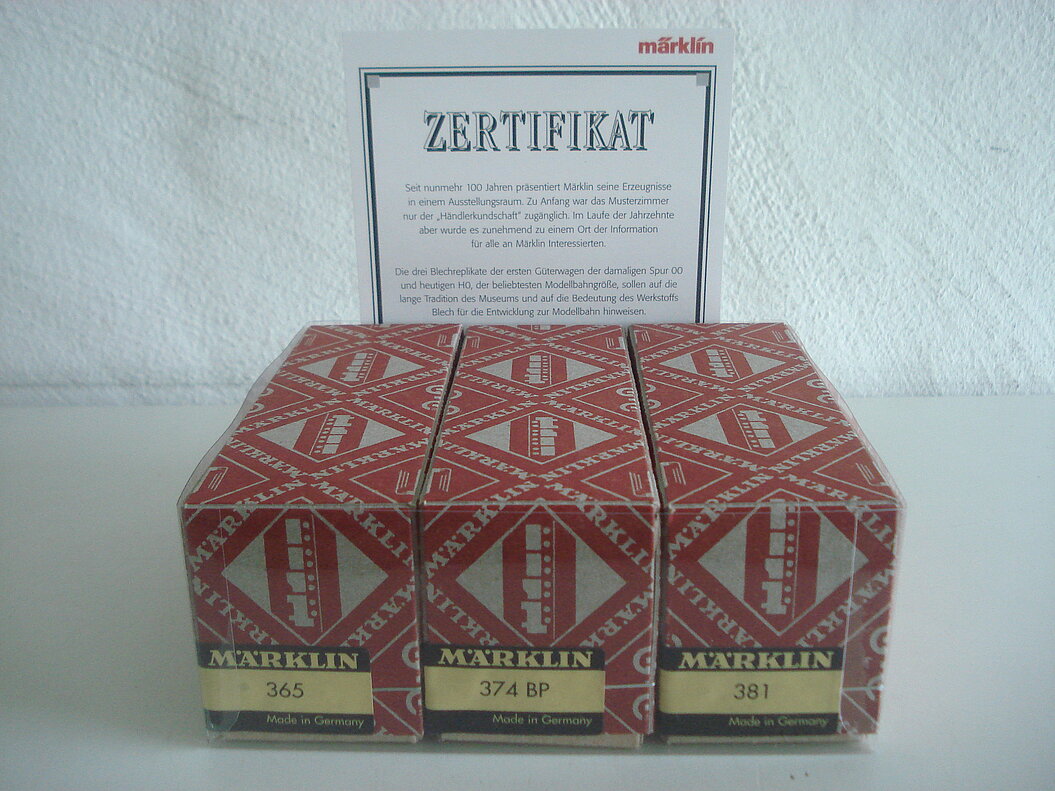 märklin
ZERTIFIKAT
Seit nunmehr 100 Jahren präsentiert Märklin seine Erzeugnisse
in einem Ausstellungsraum. Zu Anfang war das Musterzimmer
nur der „Händlerkundschaft“ zugänglich. Im Laufe der Jahrzehnte
aber wurde es zunehmend zu einem Ort der Information
für alle an Märklin Interessierten.
Die drei Blechreplikate der ersten Güterwagen der damaligen Spur 00
und heutigen H0, der beliebtesten Modellbahngröße, sollen auf die
lange Tradition des Museums und auf die Bedeutung des Werkstoffs
Blech für die Entwicklung zur Modellbahn hinweisen.
MÄRKLIN
365
Made in Germany
MÄRKLIN
374 BP
Made in Germany
MÄRKLIN
381
Made in Germany